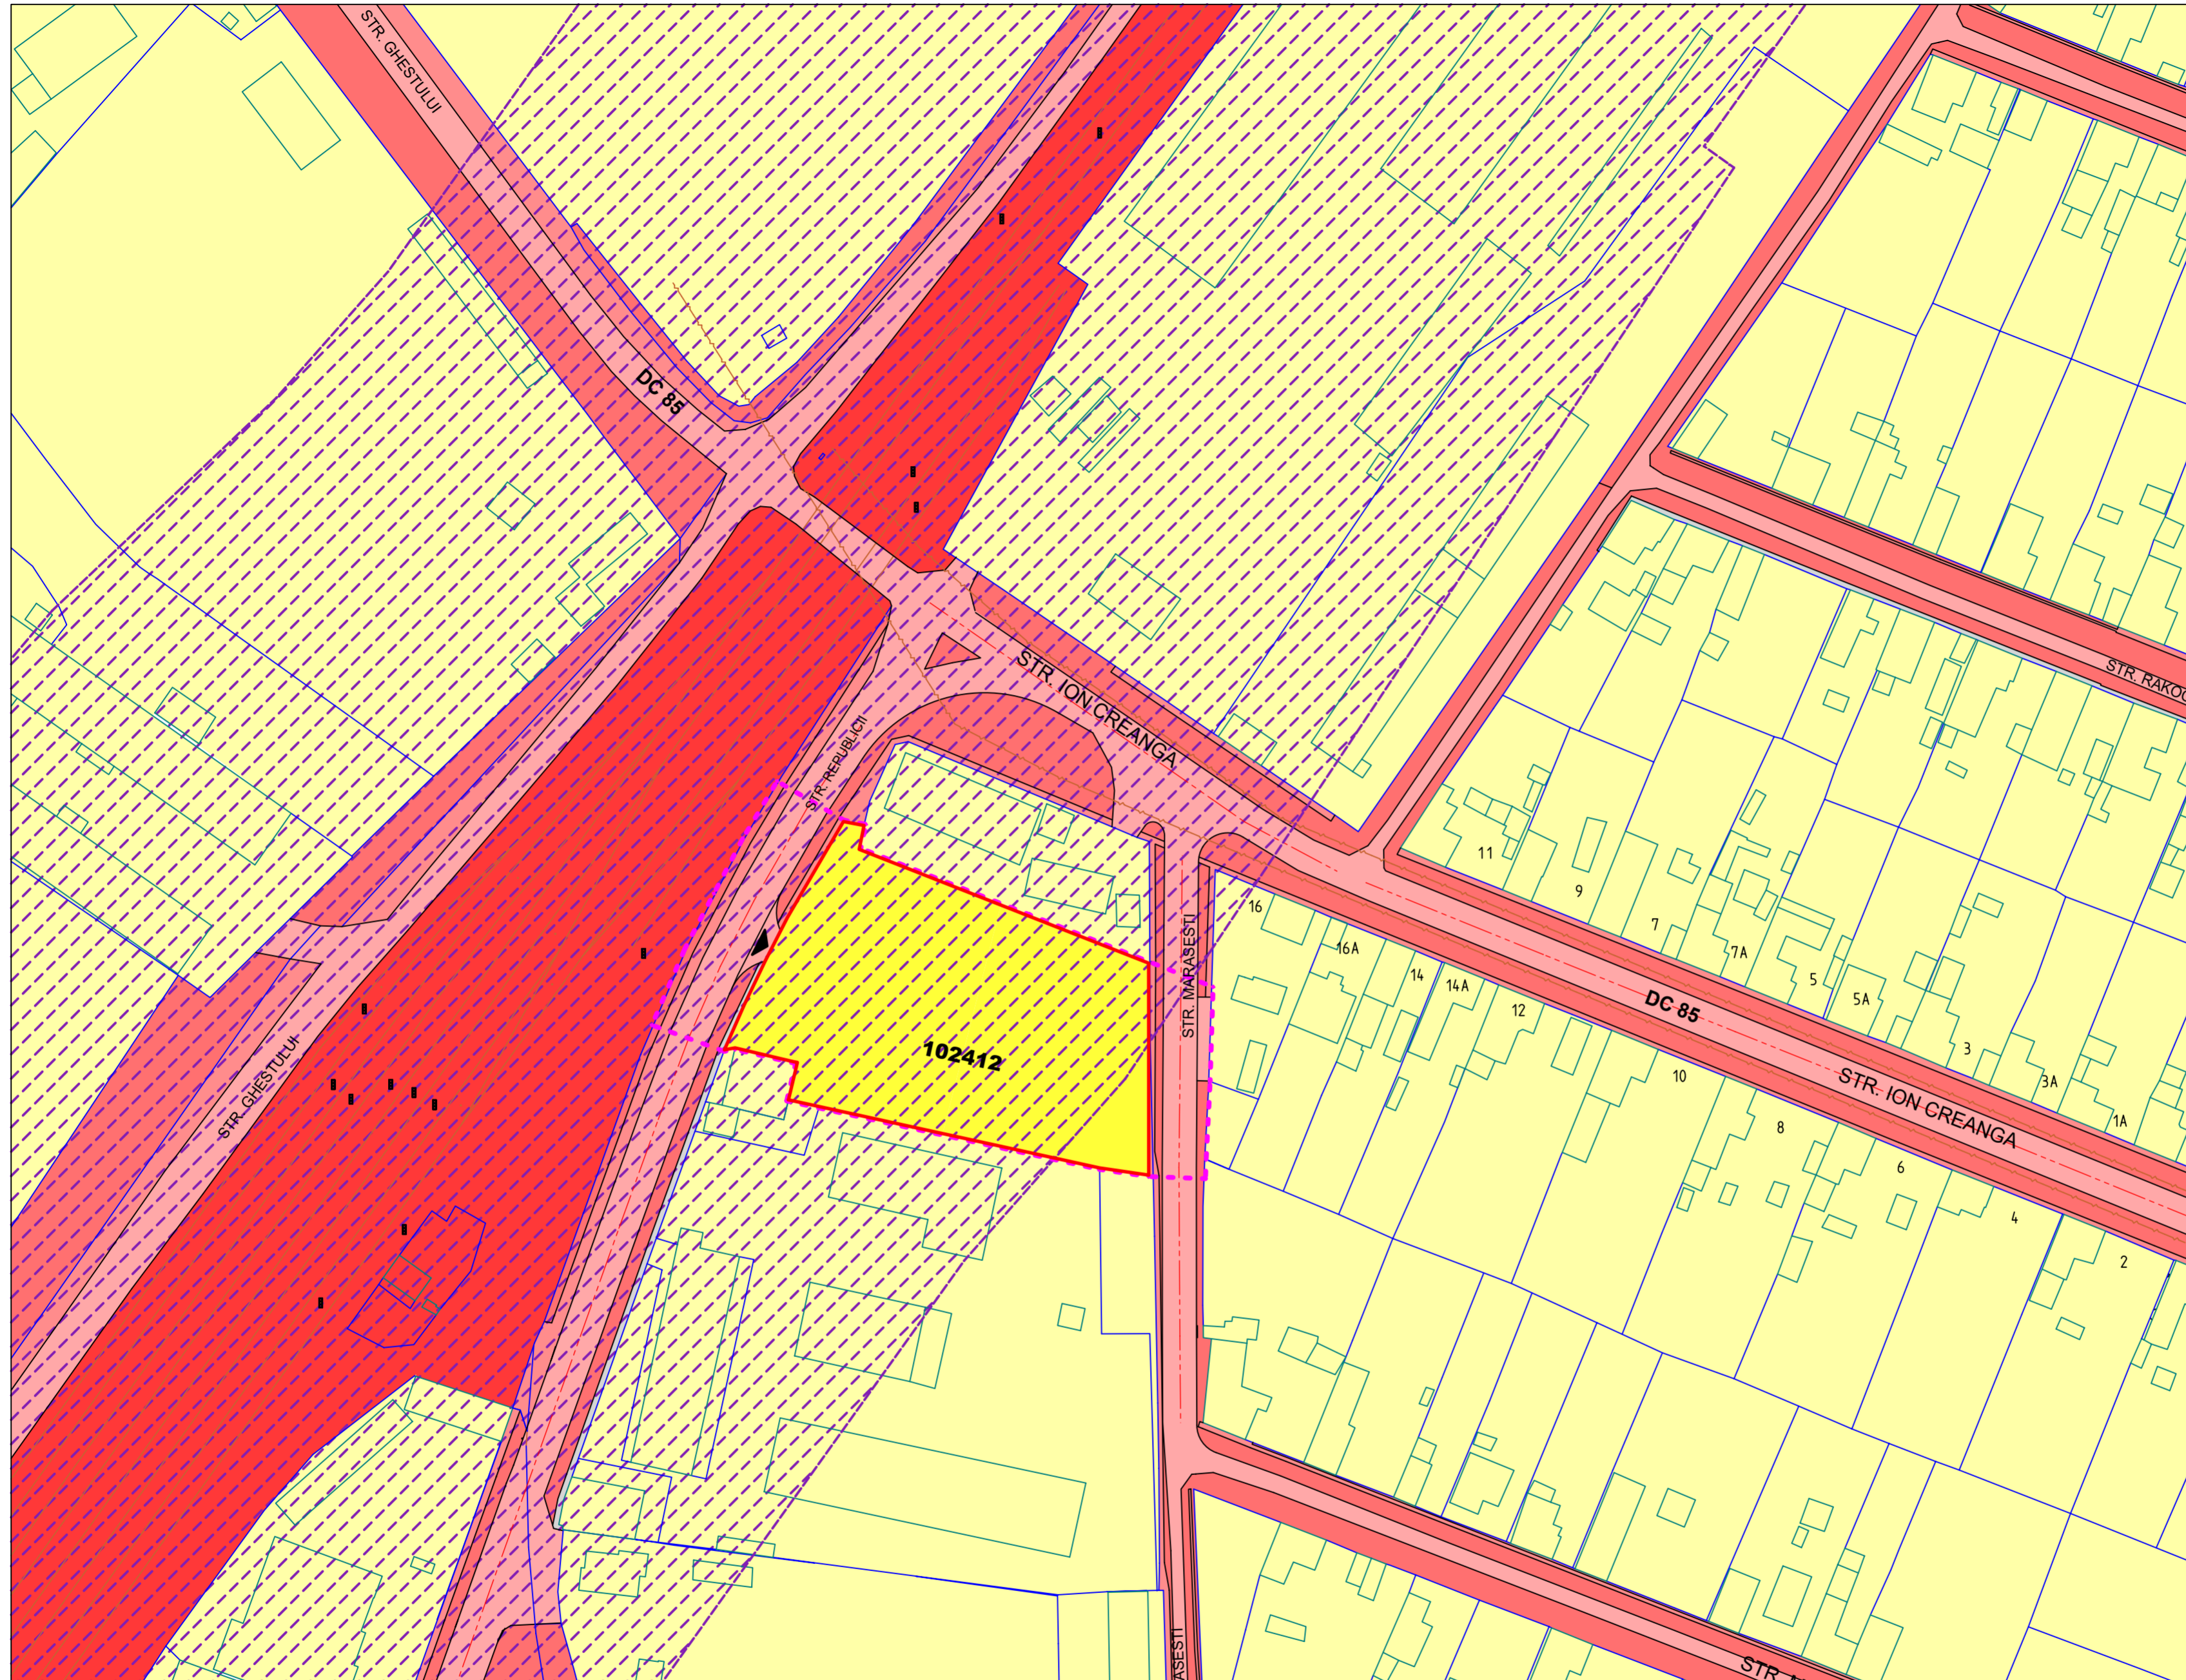 STR. GHESTULUI
DC 85
STR. ION CREANGA
STR. RAKOC
STR. REPUBLICII
11
9
7
7A
5
5A
3
3A
1A
16
16A
14
14A
12
10
8
6
4
2
STR. MARASESTI
DC 85
STR. ION CREANGA
102412
STR. GHESTULUI
ASESTI
STR.